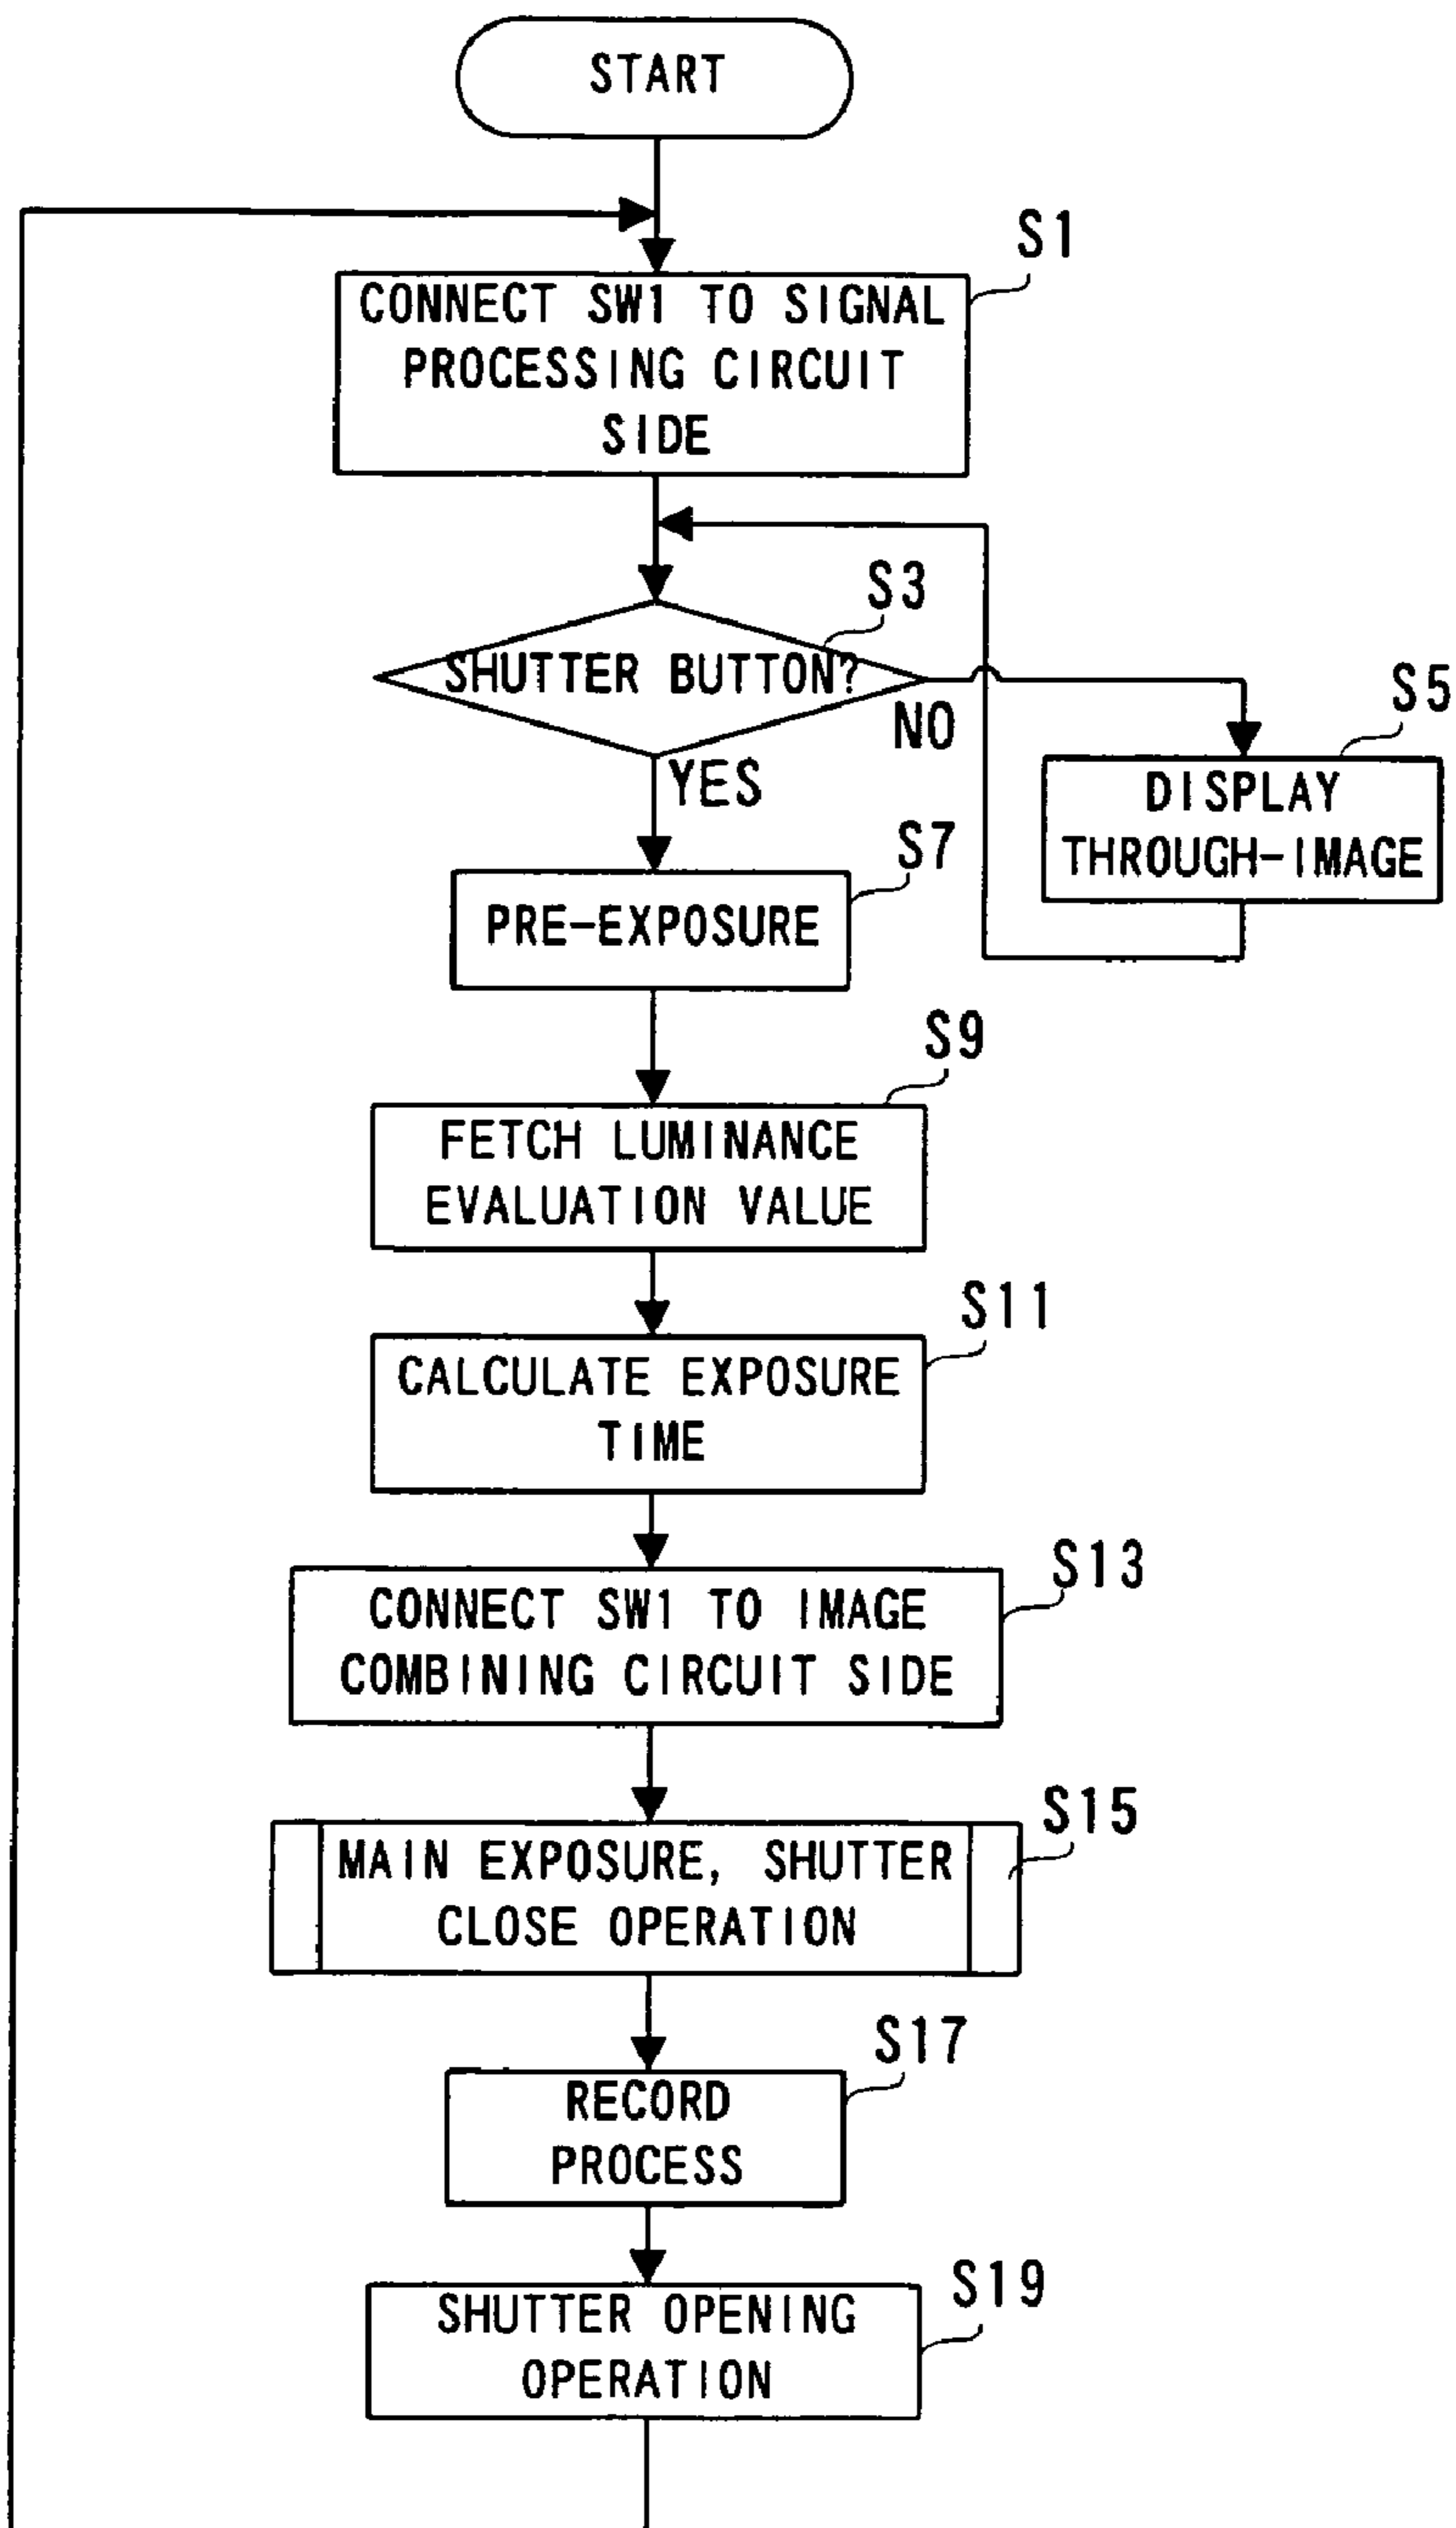 START
S1
CONNECT SW1 TO SIGNAL
PROCESSING CIRCUIT
SIDE
S3
SHUTTER BUTTON?
NO
YES
S5
DISPLAY
THROUGH-IMAGE
S7
PRE-EXPOSURE
S9
FETCH LUMINANCE
EVALUATION VALUE
S11
CALCULATE EXPOSURE
TIME
S13
CONNECT SW1 TO IMAGE
COMBINING CIRCUIT SIDE
S15
MAIN EXPOSURE, SHUTTER
CLOSE OPERATION
S17
RECORD
PROCESS
S19
SHUTTER OPENING
OPERATION